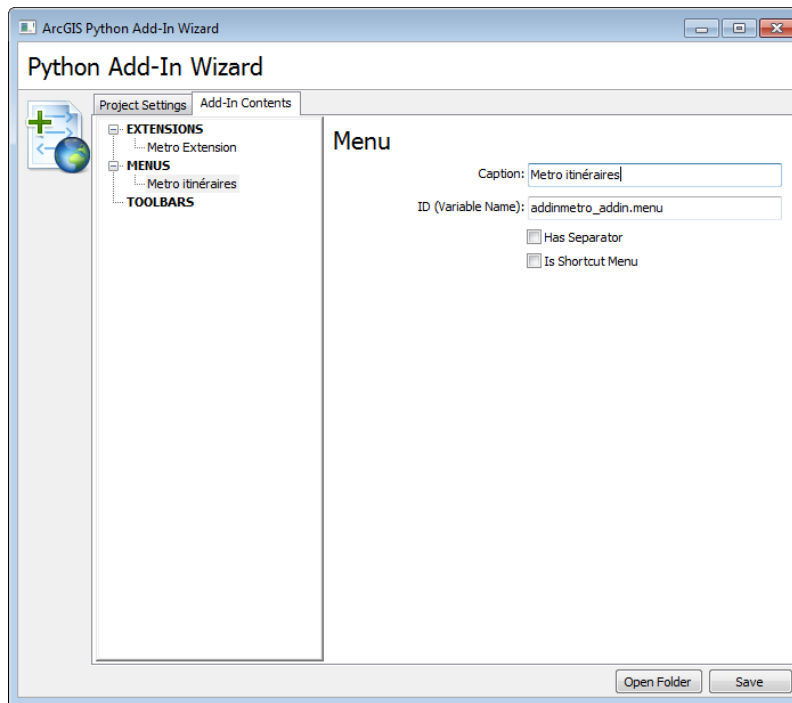 ArcGIS Python Add-In Wizard
Python Add-In Wizard
Project Settings Add-In Contents
EXTENSIONS
Metro Extension
MENUS
Metro itinéraires
TOOLBARS
Menu
Caption: Metro itinéraires
ID (Variable Name): addinmetro_addin.menu
Has Separator
Is Shortcut Menu
Open Folder Save